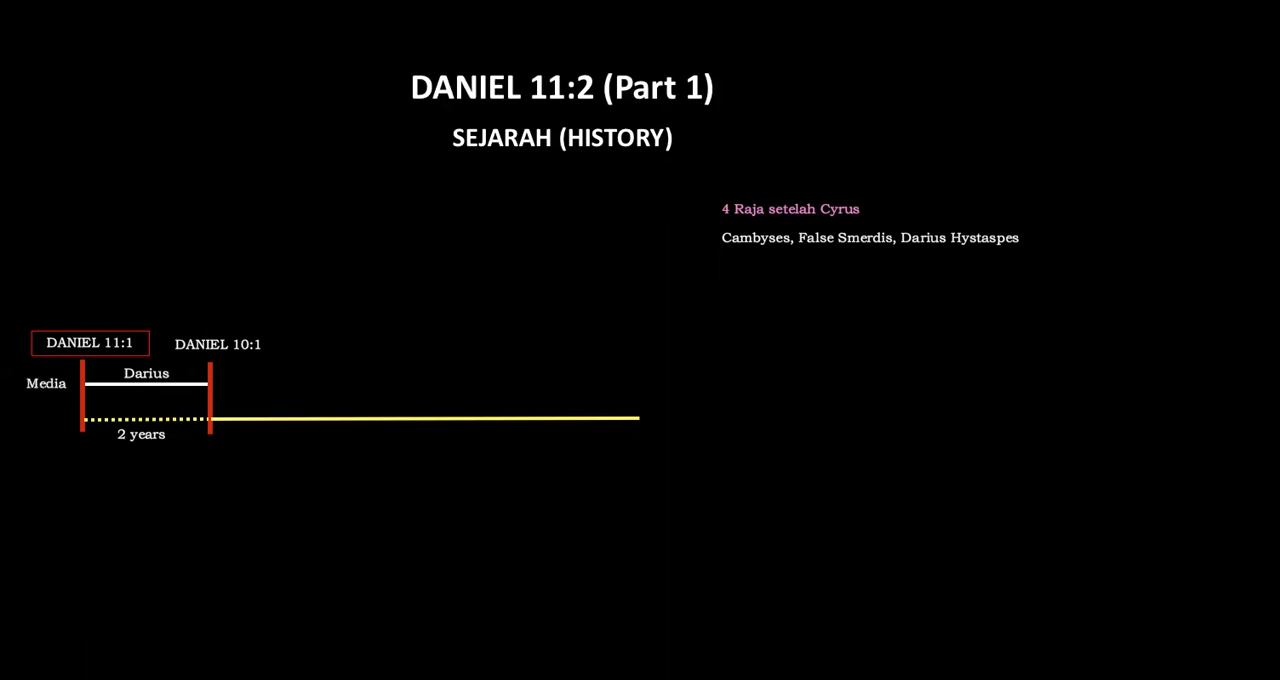 DANIEL 11:2 (Part 1)
SEJARAH (HISTORY)
4 Raja setelah Cyrus
Cambyses, False Smerdis, Darius Hystaspes
DANIEL 11:1
DANIEL 10:1
Darius
Media
2 years